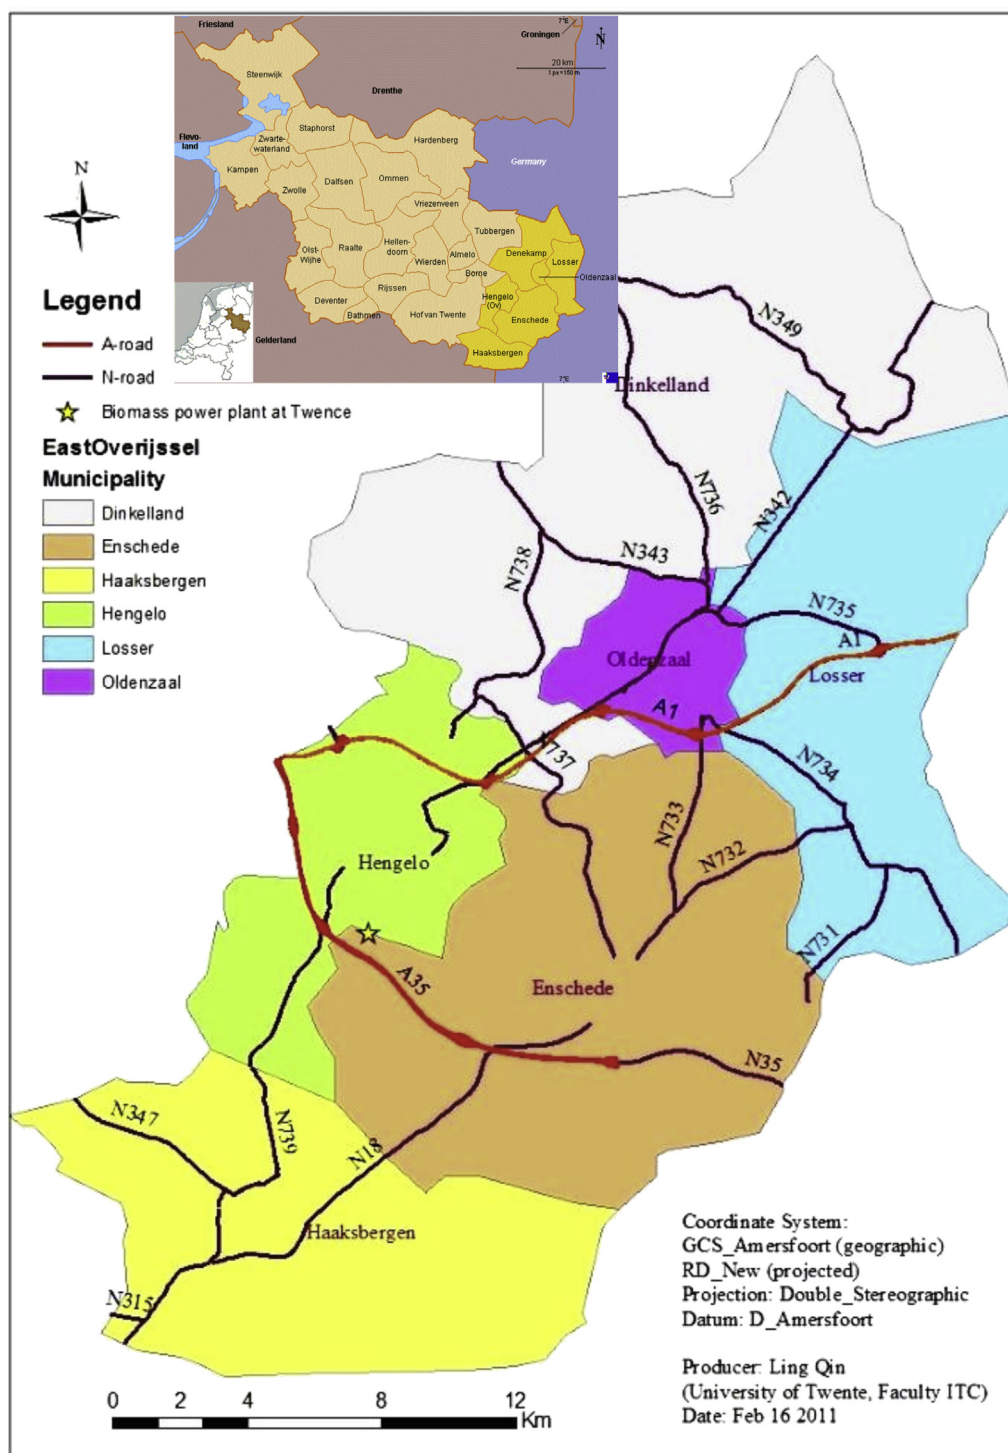 Friesland
Groningen
7°E
N
20 km
1 px=160 m
Steenwijk
Drenthe
Flevo-
land
Zwarte-
waterland
Staphorst
Hardenberg
Germany
Kampen
Zwolle
Dalfsen
Ommen
Vriezenveen
Tubbergen
Olst-
Wijhe
Raalte
Hellen-
doorn
Wierden
Almelo
Borne
Denekamp
Losser
Oldenzaal
Rijssen
Deventer
Bathmen
Hof van Twente
Hengelo
(Ov)
Enschede
Haaksbergen
Gelderland
7°E
N
Legend
A-road
N-road
Biomass power plant at Twence
EastOverijssel
Municipality
Dinkelland
Enschede
Haaksbergen
Hengelo
Losser
Oldenzaal
N349
Dinkelland
N736
N342
N738
N343
N735
A1
Oldenzaal
Losser
A1
N737
N734
N733
N732
Hengelo
N731
A35
Enschede
N35
N347
N739
N18
Haaksbergen
N315
Coordinate System:
GCS_Amersfoort (geographic)
RD_New (projected)
Projection: Double_Stereographic
Datum: D_Amersfoort
Producer: Ling Qin
(University of Twente, Faculty ITC)
Date: Feb 16 2011
0 2 4 8 12
Km